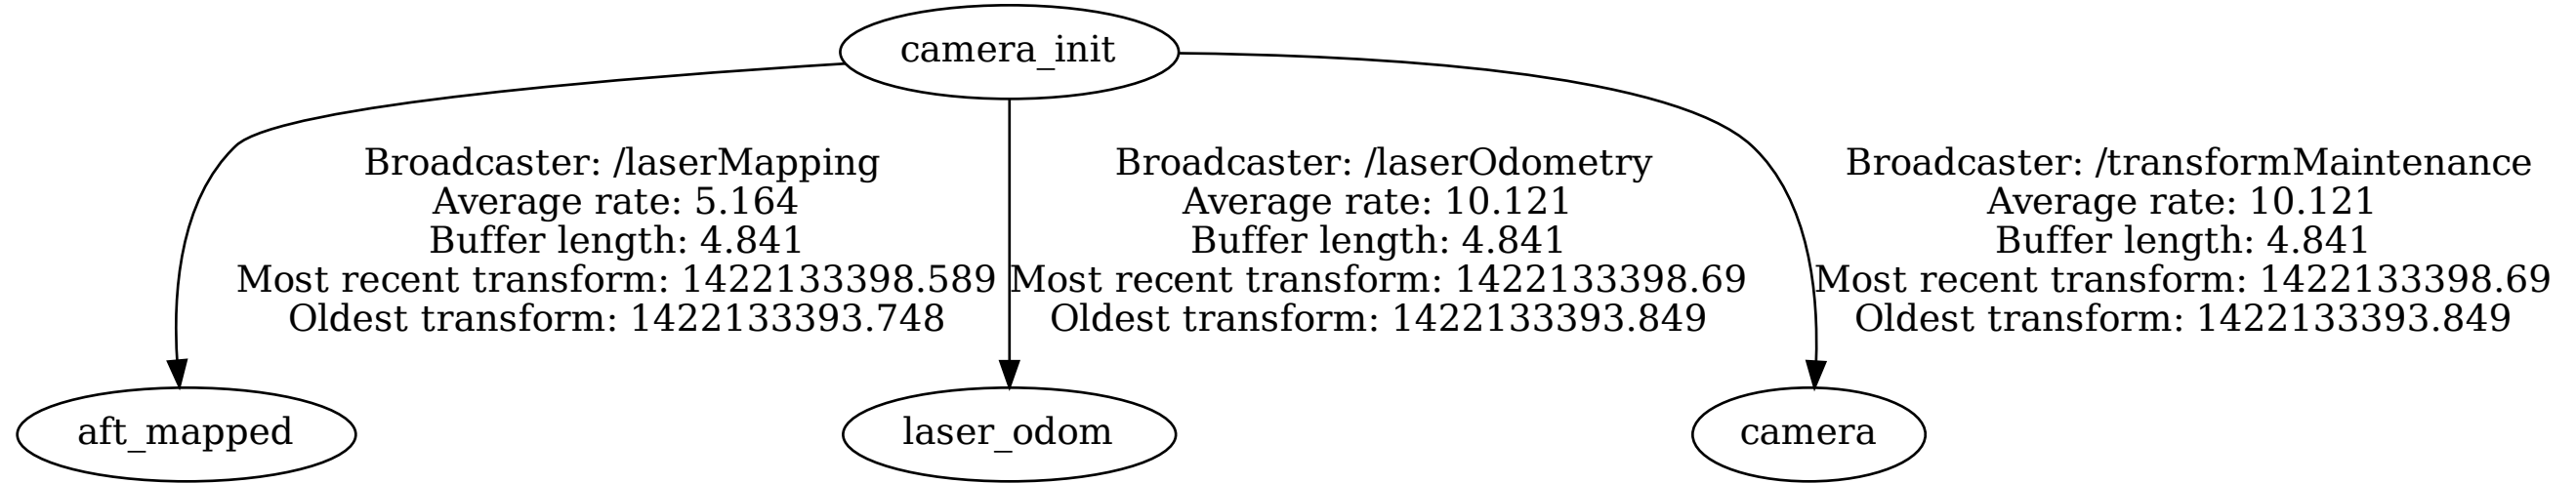 camera_init
Broadcaster: /laserMapping
Average rate: 5.164
Buffer length: 4.841
Most recent transform: 1422133398.589
Oldest transform: 1422133393.748
Broadcaster: /laserOdometry
Average rate: 10.121
Buffer length: 4.841
Most recent transform: 1422133398.69
Oldest transform: 1422133393.849
Broadcaster: /transformMaintenance
Average rate: 10.121
Buffer length: 4.841
Most recent transform: 1422133398.69
Oldest transform: 1422133393.849
aft_mapped
laser_odom
camera